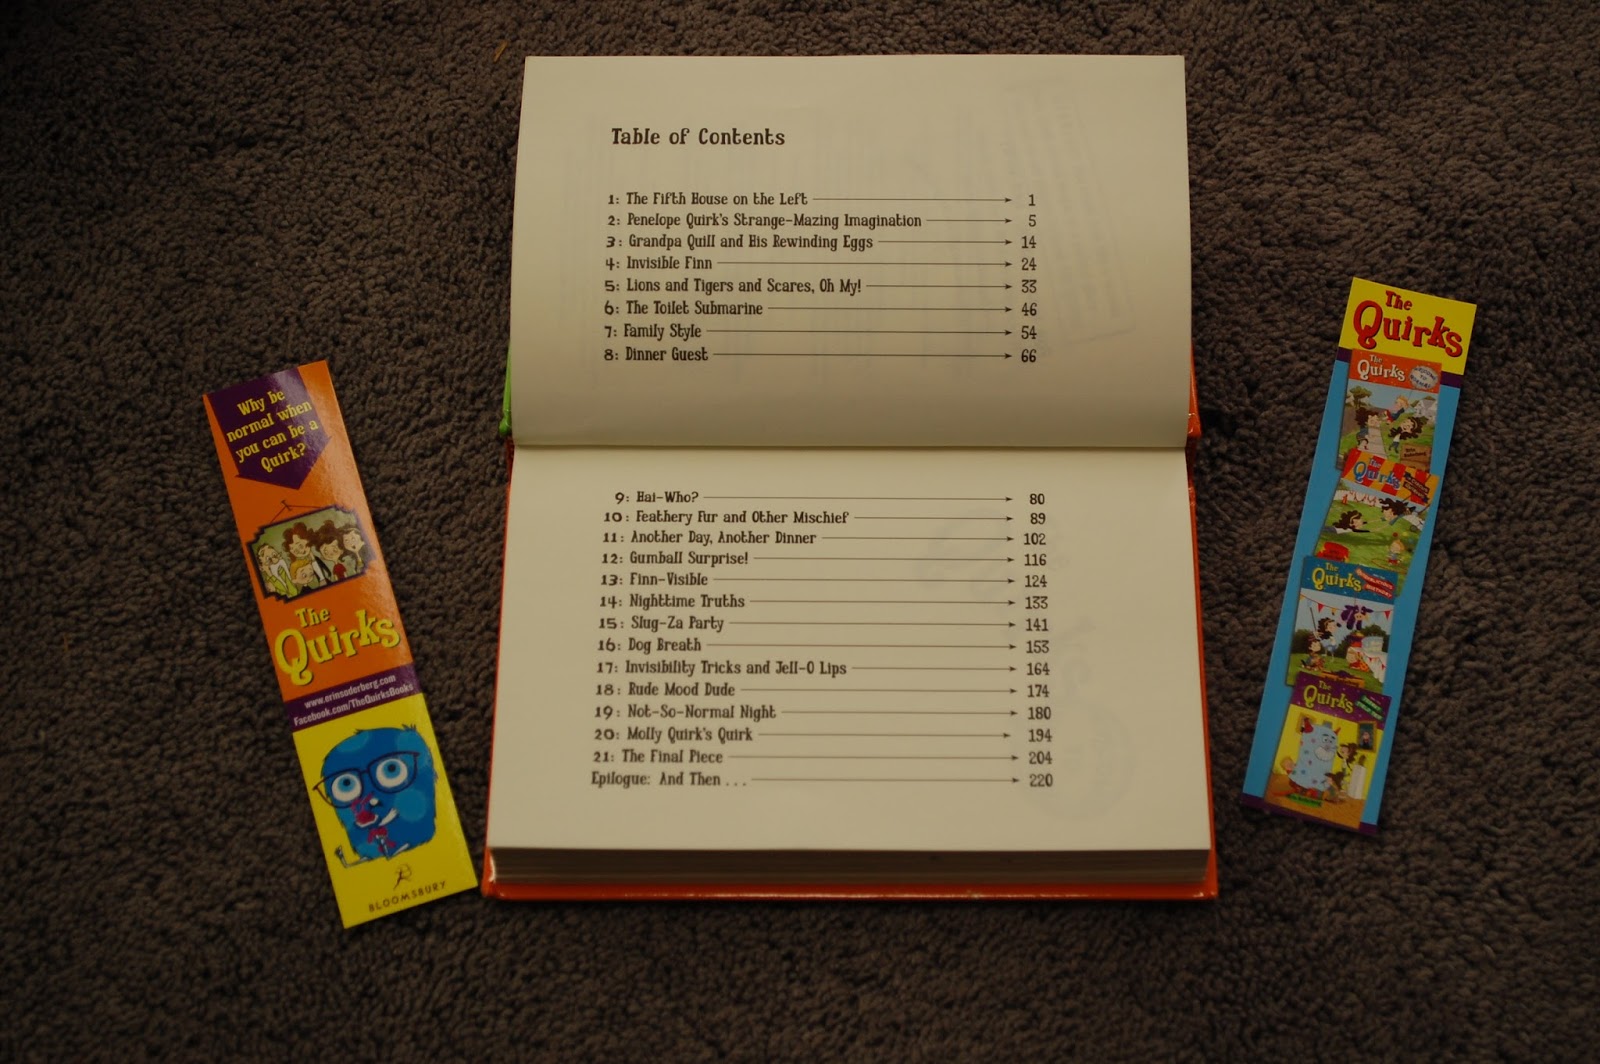 Table of Contents
1: The Fifth House on the Left 1
2: Penelope Quirk's Strange-Mazing Imagination 5
3: Grandpa Quill and His Rewinding Eggs 14
4: Invisible Finn 24
5: Lions and Tigers and Scares, Oh My! 33
6: The Toilet Submarine 46
7: Family Style 54
8: Dinner Guest 66
9: Hai-Who? 80
10: Feathery Fur and Other Mischief 89
11: Another Day, Another Dinner 102
12: Gumball Surprise! 116
13: Finn-Visible 124
14: Nighttime Truths 133
15: Slug-Za Party 141
16: Dog Breath 153
17: Invisibility Tricks and Jell-O Lips 164
18: Rude Mood Dude 174
19: Not-So-Normal Night 180
20: Molly Quirk's Quirk 194
21: The Final Piece 204
Epilogue: And Then . . . 220
Why be
normal when
you can be a
Quirk?
The
Quirks
www.erinsoderberg.com
Facebook.com/TheQuirksBooks
BLOOMSBURY
The
Quirks
The
Quirks
The
Quirks
The
Quirks
The
Quirks